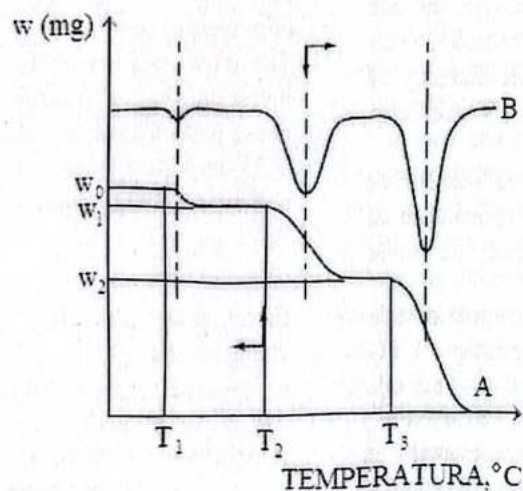 w (mg)
B
w₀
w₁
w₂
A
T₁
T₂
T₃
TEMPERATURA, °C